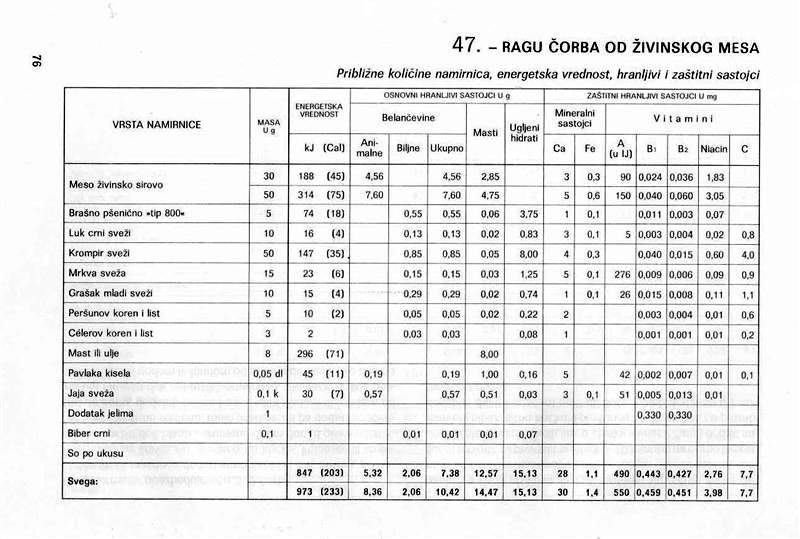 76
47. – RAGU ČORBA OD ŽIVINSKOG MESA
Približne količine namirnica, energetska vrednost, hranljivi i zaštitni sastojci
VRSTA NAMIRNICE MASA U g ENERGETSKA VREDNOST OSNOVNI HRANLJIVI SASTOJCI U g ZAŠTITNI HRANLJIVI SASTOJCI U mg
Belančevine Masti Ugljeni hidrati Mineralni sastojci Vitamini
kJ (Cal) Ani-malne Biljne Ukupno Ca Fe A (u IJ) B1 B2 Niacin C
Meso živinsko sirovo 30 188 (45) 4,56 4,56 2,85 3 0,3 90 0,024 0,036 1,83
50 314 (75) 7,60 7,60 4,75 5 0,6 150 0,040 0,060 3,05
Brašno pšenično »tip 800« 5 74 (18) 0,55 0,55 0,06 3,75 1 0,1 0,011 0,003 0,07
Luk crni sveži 10 16 (4) 0,13 0,13 0,02 0,83 3 0,1 5 0,003 0,004 0,02 0,8
Krompir sveži 50 147 (35) 0,85 0,85 0,05 8,00 4 0,3 0,040 0,015 0,60 4,0
Mrkva sveža 15 23 (6) 0,15 0,15 0,03 1,25 5 0,1 276 0,009 0,006 0,09 0,9
Grašak mladi sveži 10 15 (4) 0,29 0,29 0,02 0,74 1 0,1 26 0,015 0,008 0,11 1,1
Peršunov koren i list 5 10 (2) 0,05 0,05 0,02 0,22 2 0,003 0,004 0,01 0,6
Célerov koren i list 3 2 0,03 0,03 0,08 1 0,001 0,001 0,01 0,2
Mast ili ulje 8 296 (71) 8,00
Pavlaka kisela 0,05 dl 45 (11) 0,19 0,19 1,00 0,16 5 42 0,002 0,007 0,01 0,1
Jaja sveža 0,1 k 30 (7) 0,57 0,57 0,51 0,03 3 0,1 51 0,005 0,013 0,01
Dodatak jelima 1 0,330 0,330
Biber crni 0,1 1 0,01 0,01 0,01 0,07
So po ukusu
Svega: 847 (203) 5,32 2,06 7,38 12,57 15,13 28 1,1 490 0,443 0,427 2,76 7,7
973 (233) 8,36 2,06 10,42 14,47 15,13 30 1,4 550 0,459 0,451 3,98 7,7